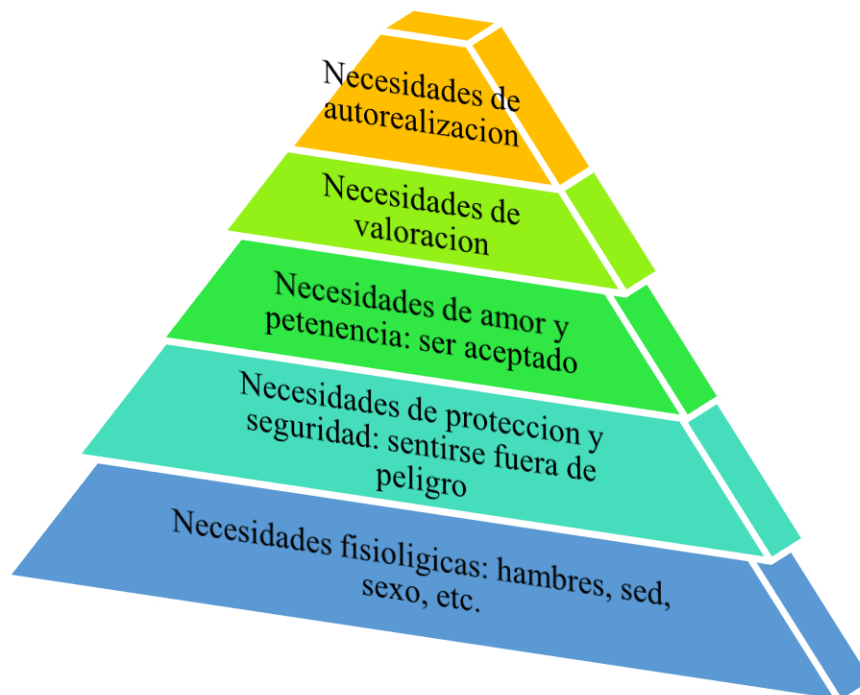 Necesidades de
autorealizacion
Necesidades de
valoracion
Necesidades de amor y
petenencia: ser aceptado
Necesidades de proteccion y
seguridad: sentirse fuera de
peligro
Necesidades fisioligicas: hambres, sed,
sexo, etc.